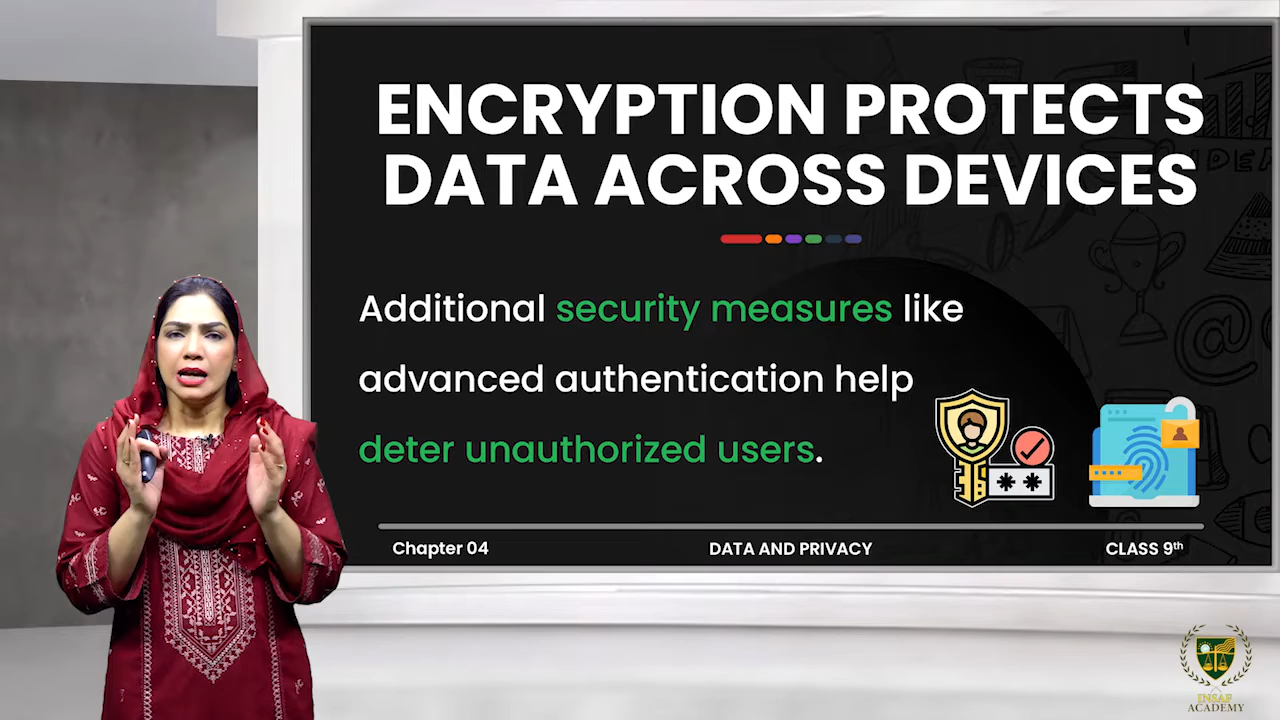 ENCRYPTION PROTECTS
DATA ACROSS DEVICES
Additional security measures like
advanced authentication help
deter unauthorized users.
Chapter 04
DATA AND PRIVACY
CLASS 9th
INSAF
ACADEMY
IDEA